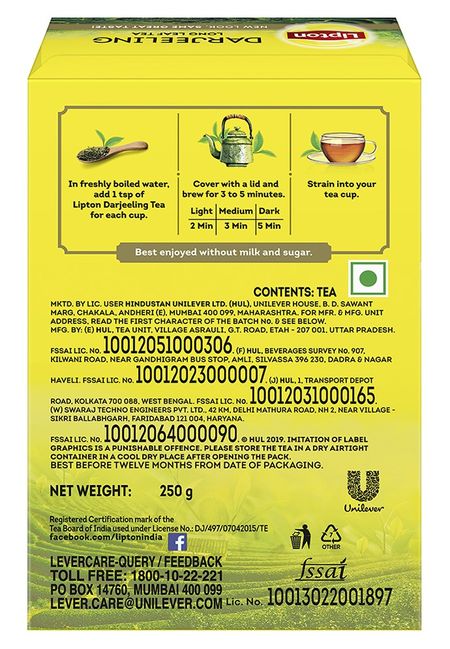 NEW LOOK, SAME GREAT TASTE!
DARJEELING
LONG LEAF TEA
Lipton
In freshly boiled water,
add 1 tsp of
Lipton Darjeeling Tea
for each cup.
Cover with a lid and
brew for 3 to 5 minutes.
Light Medium Dark
2 Min 3 Min 5 Min
Strain into your
tea cup.
Best enjoyed without milk and sugar.
CONTENTS: TEA
MKTD. BY LIC. USER HINDUSTAN UNILEVER LTD. (HUL), UNILEVER HOUSE, B. D. SAWANT
MARG, CHAKALA, ANDHERI (E), MUMBAI 400 099, MAHARASHTRA. FOR MFR. & MFG. UNIT
ADDRESS, READ THE FIRST CHARACTER OF THE BATCH No. & SEE BELOW.
MFG. BY: (E) HUL, TEA UNIT, VILLAGE ASRAULI, G.T. ROAD, ETAH - 207 001. UTTAR PRADESH.
FSSAI LIC. No. 10012051000306. (F) HUL, BEVERAGES SURVEY No. 907,
KILWANI ROAD, NEAR GANDHIGRAM BUS STOP, AMLI, SILVASSA 396 230, DADRA & NAGAR
HAVELI. FSSAI LIC. No. 10012023000007. (J) HUL, 1, TRANSPORT DEPOT
ROAD, KOLKATA 700 088, WEST BENGAL. FSSAI LIC. No. 10012031000165.
(W) SWARAJ TECHNO ENGINEERS PVT. LTD., 42 KM, DELHI MATHURA ROAD, NH 2, NEAR VILLAGE -
SIKRI BALLABHGARH, FARIDABAD 121 004, HARYANA.
FSSAI LIC. No. 10012064000090. © HUL 2019. IMITATION OF LABEL
GRAPHICS IS A PUNISHABLE OFFENCE. PLEASE STORE THE TEA IN A DRY AIRTIGHT
CONTAINER IN A COOL DRY PLACE AFTER OPENING THE PACK.
BEST BEFORE TWELVE MONTHS FROM DATE OF PACKAGING.
NET WEIGHT: 250 g
Unilever
Registered Certification mark of the
Tea Board of India used under License No.: DJ/497/07042015/TE
facebook.com/liptonindia f
7
OTHER
LEVERCARE-QUERY / FEEDBACK
TOLL FREE: 1800-10-22-221
PO BOX 14760, MUMBAI 400 099
LEVER.CARE@UNILEVER.COM
fssai
Lic. No. 10013022001897